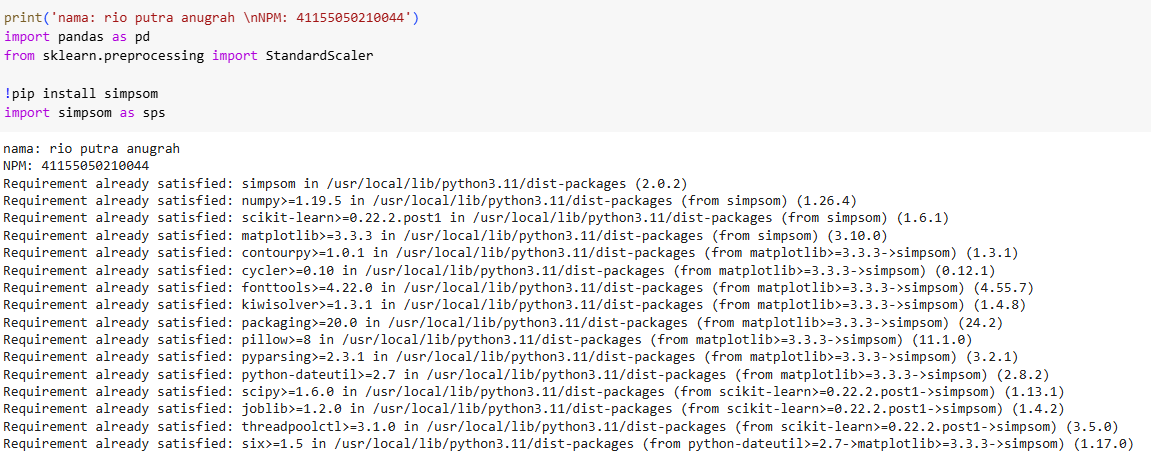 print('nama: rio putra anugrah \nNPM: 41155050210044')
import pandas as pd
from sklearn.preprocessing import StandardScaler
!pip install simpsom
import simpsom as sps
nama: rio putra anugrah
NPM: 41155050210044
Requirement already satisfied: simpsom in /usr/local/lib/python3.11/dist-packages (2.0.2)
Requirement already satisfied: numpy>=1.19.5 in /usr/local/lib/python3.11/dist-packages (from simpsom) (1.26.4)
Requirement already satisfied: scikit-learn>=0.22.2.post1 in /usr/local/lib/python3.11/dist-packages (from simpsom) (1.6.1)
Requirement already satisfied: matplotlib>=3.3.3 in /usr/local/lib/python3.11/dist-packages (from simpsom) (3.10.0)
Requirement already satisfied: contourpy>=1.0.1 in /usr/local/lib/python3.11/dist-packages (from matplotlib>=3.3.3->simpsom) (1.3.1)
Requirement already satisfied: cycler>=0.10 in /usr/local/lib/python3.11/dist-packages (from matplotlib>=3.3.3->simpsom) (0.12.1)
Requirement already satisfied: fonttools>=4.22.0 in /usr/local/lib/python3.11/dist-packages (from matplotlib>=3.3.3->simpsom) (4.55.7)
Requirement already satisfied: kiwisolver>=1.3.1 in /usr/local/lib/python3.11/dist-packages (from matplotlib>=3.3.3->simpsom) (1.4.8)
Requirement already satisfied: packaging>=20.0 in /usr/local/lib/python3.11/dist-packages (from matplotlib>=3.3.3->simpsom) (24.2)
Requirement already satisfied: pillow>=8 in /usr/local/lib/python3.11/dist-packages (from matplotlib>=3.3.3->simpsom) (11.1.0)
Requirement already satisfied: pyparsing>=2.3.1 in /usr/local/lib/python3.11/dist-packages (from matplotlib>=3.3.3->simpsom) (3.2.1)
Requirement already satisfied: python-dateutil>=2.7 in /usr/local/lib/python3.11/dist-packages (from matplotlib>=3.3.3->simpsom) (2.8.2)
Requirement already satisfied: scipy>=1.6.0 in /usr/local/lib/python3.11/dist-packages (from scikit-learn>=0.22.2.post1->simpsom) (1.13.1)
Requirement already satisfied: joblib>=1.2.0 in /usr/local/lib/python3.11/dist-packages (from scikit-learn>=0.22.2.post1->simpsom) (1.4.2)
Requirement already satisfied: threadpoolctl>=3.1.0 in /usr/local/lib/python3.11/dist-packages (from scikit-learn>=0.22.2.post1->simpsom) (3.5.0)
Requirement already satisfied: six>=1.5 in /usr/local/lib/python3.11/dist-packages (from python-dateutil>=2.7->matplotlib>=3.3.3->simpsom) (1.17.0)